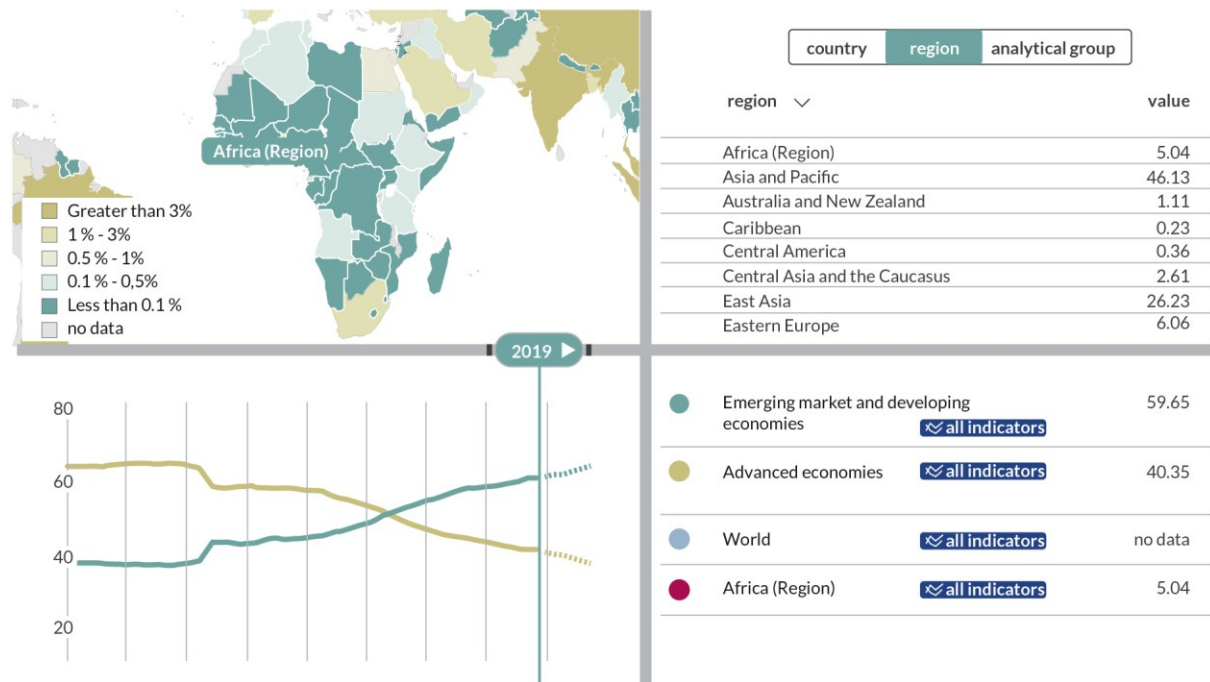 Africa (Region)
Greater than 3%
1 % - 3%
0.5 % - 1%
0.1 % - 0,5%
Less than 0.1 %
no data
country region analytical group
region value
Africa (Region) 5.04
Asia and Pacific 46.13
Australia and New Zealand 1.11
Caribbean 0.23
Central America 0.36
Central Asia and the Caucasus 2.61
East Asia 26.23
Eastern Europe 6.06
2019
80
60
40
20
Emerging market and developing 59.65
economies all indicators
Advanced economies all indicators 40.35
World all indicators no data
Africa (Region) all indicators 5.04